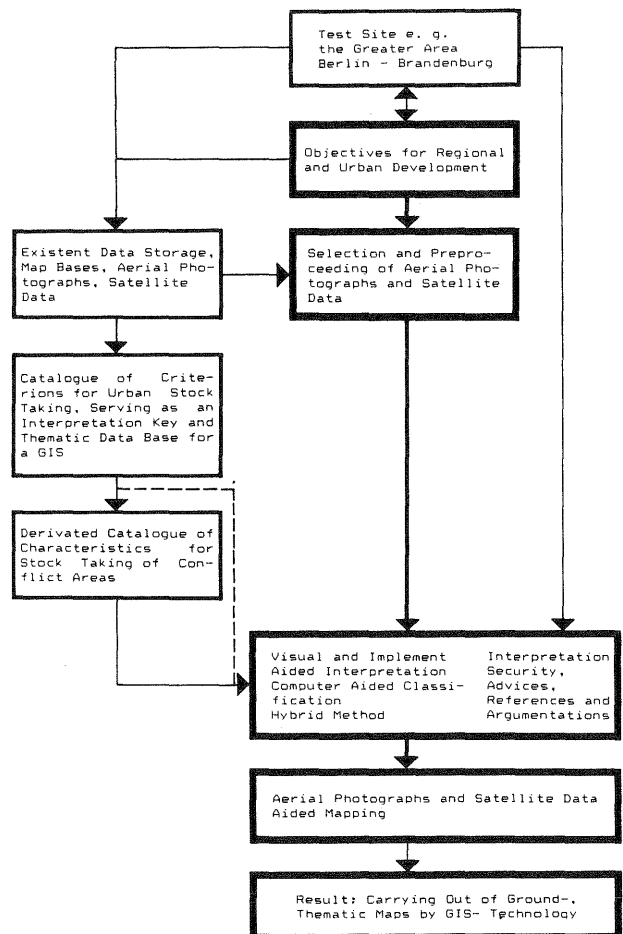 Test Site e. g.
the Greater Area
Berlin - Brandenburg
Objectives for Regional
and Urban Development
Existent Data Storage,
Map Bases, Aerial Pho-
tographs, Satellite
Data
Selection and Prepro-
ceeding of Aerial Pho-
tographs and Satellite
Data
Catalogue of Crite-
rions for Urban Stock
Taking, Serving as an
Interpretation Key and
Thematic Data Base for
a GIS
Derivated Catalogue of
Characteristics for
Stock Taking of Con-
flict Areas
Visual and Implement
Aided Interpretation
Computer Aided Classi-
fication
Hybrid Method
Interpretation
Security,
Advices,
References and
Argumentations
Aerial Photographs and Satellite Data
Aided Mapping
Result: Carrying Out of Ground-,
Thematic Maps by GIS- Technology